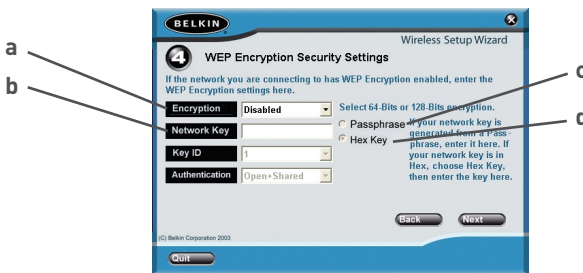 BELKIN
Wireless Setup Wizard
4 WEP Encryption Security Settings
If the network you are connecting to has WEP Encryption enabled, enter the
WEP Encryption settings here.
a Encryption Disabled Select 64-Bits or 128-Bits encryption.
b Network Key
Passphrase c
Hex Key d
If your network key is
generated from a Pass-
phrase, enter it here. If
your network key is in
Hex, choose Hex Key,
then enter the key here.
Key ID 1
Authentication Open+Shared
Back Next
(C) Belkin Corporation 2003
Quit